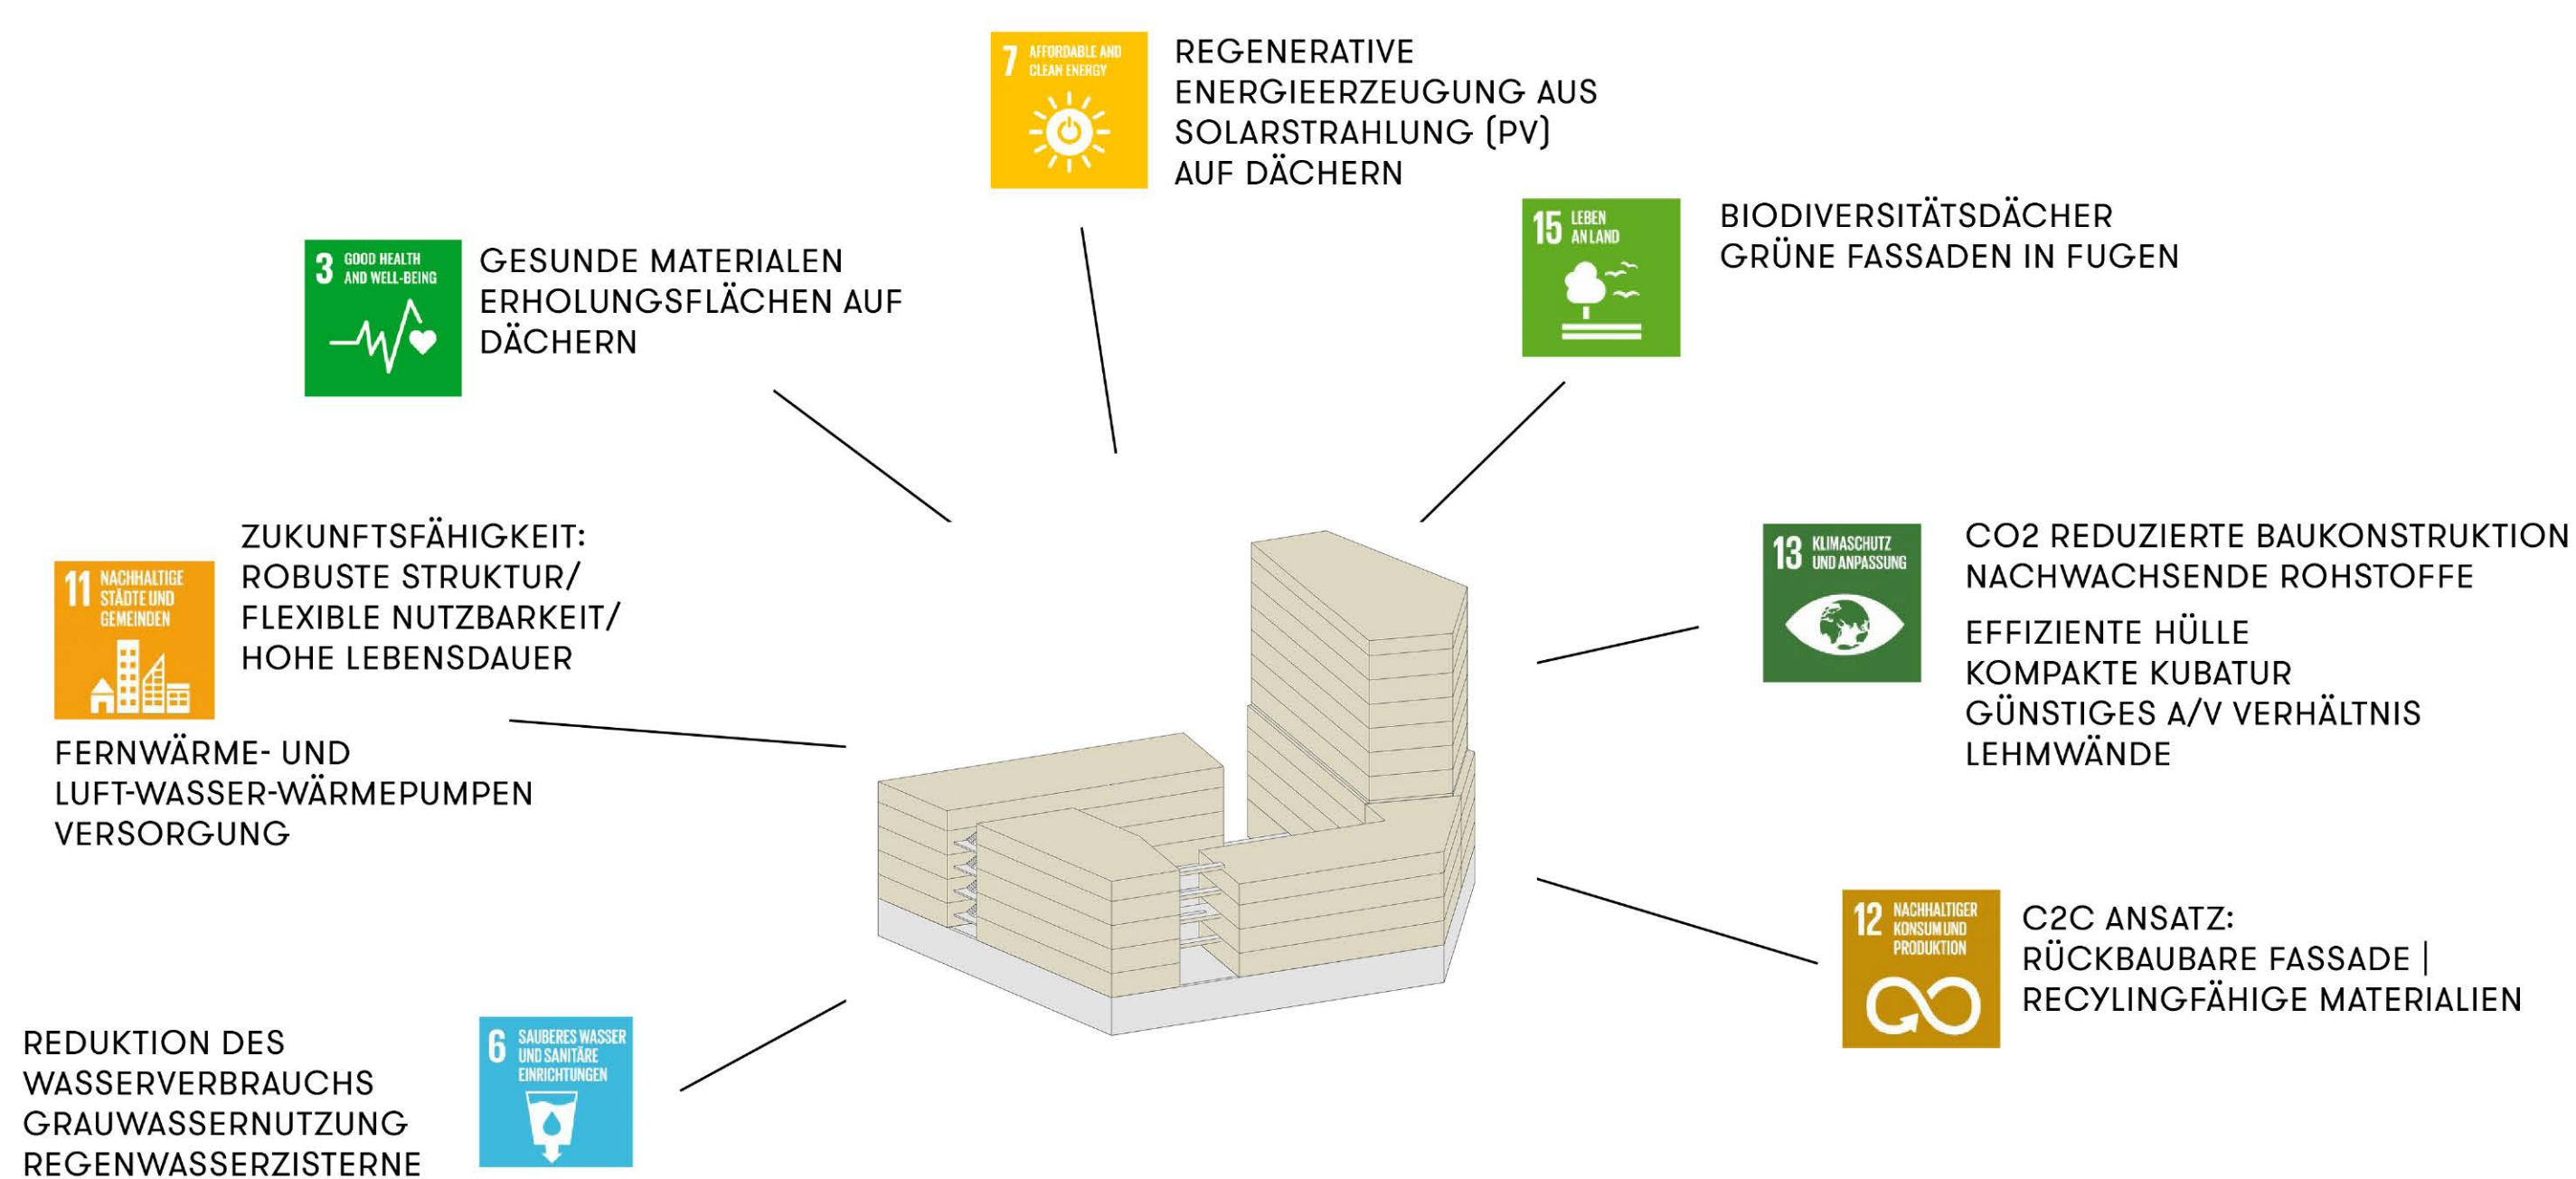 7 AFFORDABLE AND
CLEAN ENERGY
REGENERATIVE
ENERGIEERZEUGUNG AUS
SOLARSTRAHLUNG (PV)
AUF DÄCHERN
15 LEBEN
AN LAND
BIODIVERSITÄTSDÄCHER
GRÜNE FASSADEN IN FUGEN
3 GOOD HEALTH
AND WELL-BEING
GESUNDE MATERIALEN
ERHOLUNGSFLÄCHEN AUF
DÄCHERN
11 NACHHALTIGE
STÄDTE UND
GEMEINDEN
ZUKUNFTSFÄHIGKEIT:
ROBUSTE STRUKTUR/
FLEXIBLE NUTZBARKEIT/
HOHE LEBENSDAUER
FERNWÄRME- UND
LUFT-WASSER-WÄRMEPUMPEN
VERSORGUNG
13 KLIMASCHUTZ
UND ANPASSUNG
CO2 REDUZIERTE BAUKONSTRUKTION
NACHWACHSENDE ROHSTOFFE
EFFIZIENTE HÜLLE
KOMPAKTE KUBATUR
GÜNSTIGES A/V VERHÄLTNIS
LEHMWÄNDE
12 NACHHALTIGER
KONSUM UND
PRODUKTION
C2C ANSATZ:
RÜCKBAUBARE FASSADE |
RECYLINGFÄHIGE MATERIALIEN
REDUKTION DES
WASSERVERBRAUCHS
GRAUWASSERNUTZUNG
REGENWASSERZISTERNE
6 SAUBERES WASSER
UND SANITÄRE
EINRICHTUNGEN